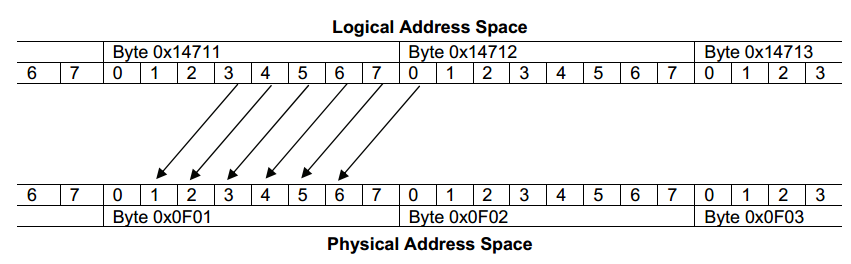 Logical Address Space
Byte 0x14711 Byte 0x14712 Byte 0x14713
6 7 0 1 2 3 4 5 6 7 0 1 2 3 4 5 6 7 0 1 2 3
6 7 0 1 2 3 4 5 6 7 0 1 2 3 4 5 6 7 0 1 2 3
Byte 0x0F01 Byte 0x0F02 Byte 0x0F03
Physical Address Space